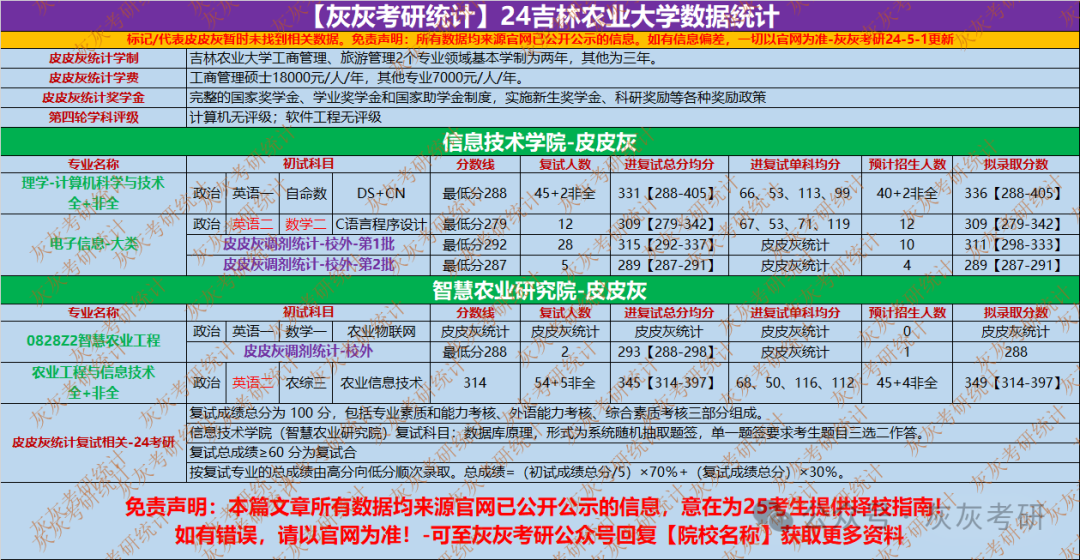 【灰灰考研统计】24吉林农业大学数据统计
标记/代表皮皮灰暂时未找到相关数据。免责声明：所有数据均来源官网已公开公示的信息。如有信息偏差，一切以官网为准-灰灰考研24-5-1更新
皮皮灰统计学制 吉林农业大学工商管理、旅游管理2个专业领域基本学制为两年，其他为三年。
皮皮灰统计学费 工商管理硕士18000元/人/年，其他专业7000元/人/年。
皮皮灰统计奖学金 完整的国家奖学金、学业奖学金和国家助学金制度，实施新生奖学金、科研奖励等各种奖励政策
第四轮学科评级 计算机无评级；软件工程无评级
信息技术学院-皮皮灰
专业名称 初试科目 分数线 复试人数 进复试总分均分 进复试单科均分 预计招生人数 拟录取分数
理学-计算机科学与技术
全+非全 政治 英语一 自命数 DS+CN 最低分288 45+2非全 331【288-405】 66、53、113、99 40+2非全 336【288-405】
电子信息-大类 政治 英语二 数学二 C语言程序设计 最低分279 12 309【279-342】 67、53、71、119 12 309【279-342】
皮皮灰调剂统计-校外-第1批 最低分292 28 315【292-337】 皮皮灰统计 10 311【298-333】
皮皮灰调剂统计-校外-第2批 最低分287 5 289【287-291】 皮皮灰统计 4 289【287-291】
智慧农业研究院-皮皮灰
专业名称 初试科目 分数线 复试人数 进复试总分均分 进复试单科均分 预计招生人数 拟录取分数
0828Z2智慧农业工程 政治 英语一 数学一 农业物联网 皮皮灰统计 皮皮灰统计 皮皮灰统计 皮皮灰统计 0 皮皮灰统计
皮皮灰调剂统计-校外 最低分288 2 293【288-298】 皮皮灰统计 1 288
农业工程与信息技术
全+非全 政治 英语二 农综三 农业信息技术 314 54+5非全 345【314-397】 68、50、116、112 45+4非全 349【314-397】
皮皮灰统计复试相关-24考研 复试成绩总分为 100 分，包括专业素质和能力考核、外语能力考核、综合素质考核三部分组成。
信息技术学院（智慧农业研究院）复试科目：数据库原理，形式为系统随机抽取题签，单一题签要求考生题目三选二作答。
复试总成绩≥60 分为复试合
按复试专业的总成绩由高分向低分顺次录取。总成绩=（初试成绩总分/5）×70%+（复试成绩总分）×30%。
免责声明：本篇文章所有数据均来源官网已公开公示的信息，意在为25考生提供择校指南！
如有错误，请以官网为准！-可至灰灰考研公众号回复【院校名称】获取更多资料
公众号 灰灰考研
灰灰考研统计